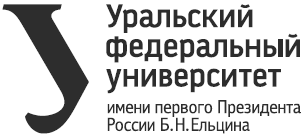 У
Уральский
федеральный
университет
имени первого Президента
России Б.Н.Ельцина